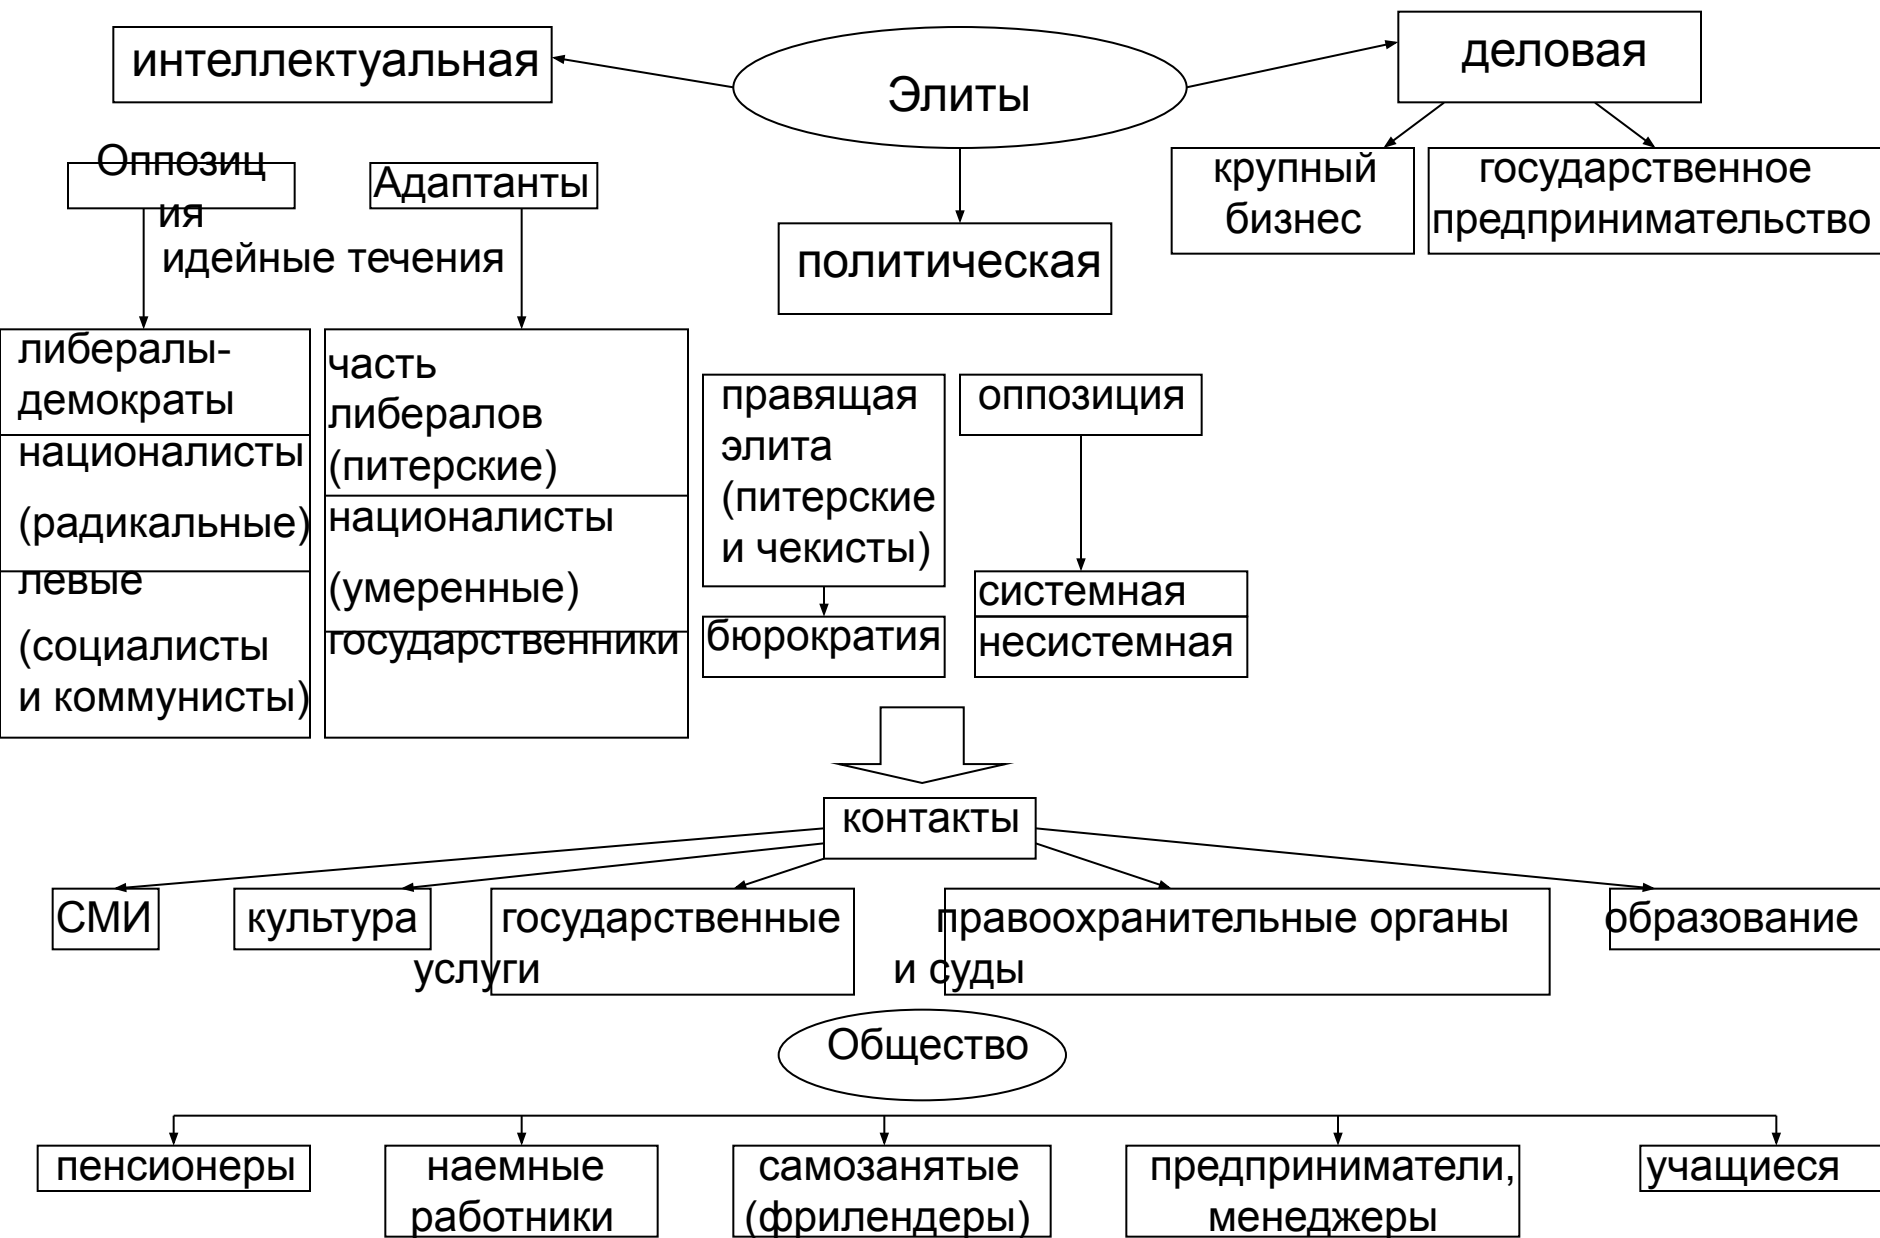 интеллектуальная
Элиты
деловая
Оппозиц
ия
Адаптанты
крупный
бизнес
государственное
предпринимательство
идейные течения
политическая
либералы-
демократы
националисты
(радикальные)
левые
(социалисты
и коммунисты)
часть
либералов
(питерские)
националисты
(умеренные)
государственники
правящая
элита
(питерские
и чекисты)
бюрократия
оппозиция
системная
несистемная
контакты
СМИ
культура
государственные
услуги
правоохранительные органы
и суды
образование
Общество
пенсионеры
наемные
работники
самозанятые
(фрилендеры)
предприниматели,
менеджеры
учащиеся